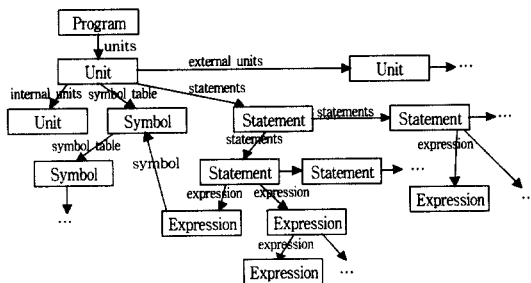 Program
units
external units
Unit
Unit
...
internal units
symbol table
statements
Unit
Symbol
Statement
statements
Statement
...
symbol table
symbol
statements
expression
Symbol
Statement
Statement
...
expression
expression
Expression
...
...
Expression
Expression
expression
...
Expression